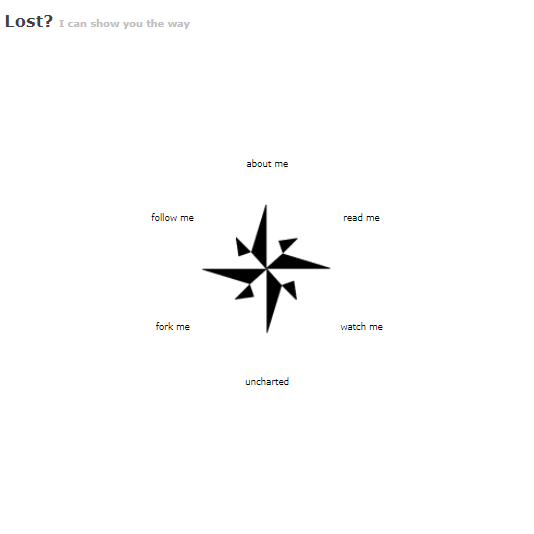 Lost? I can show you the way
about me
follow me
read me
fork me
watch me
uncharted